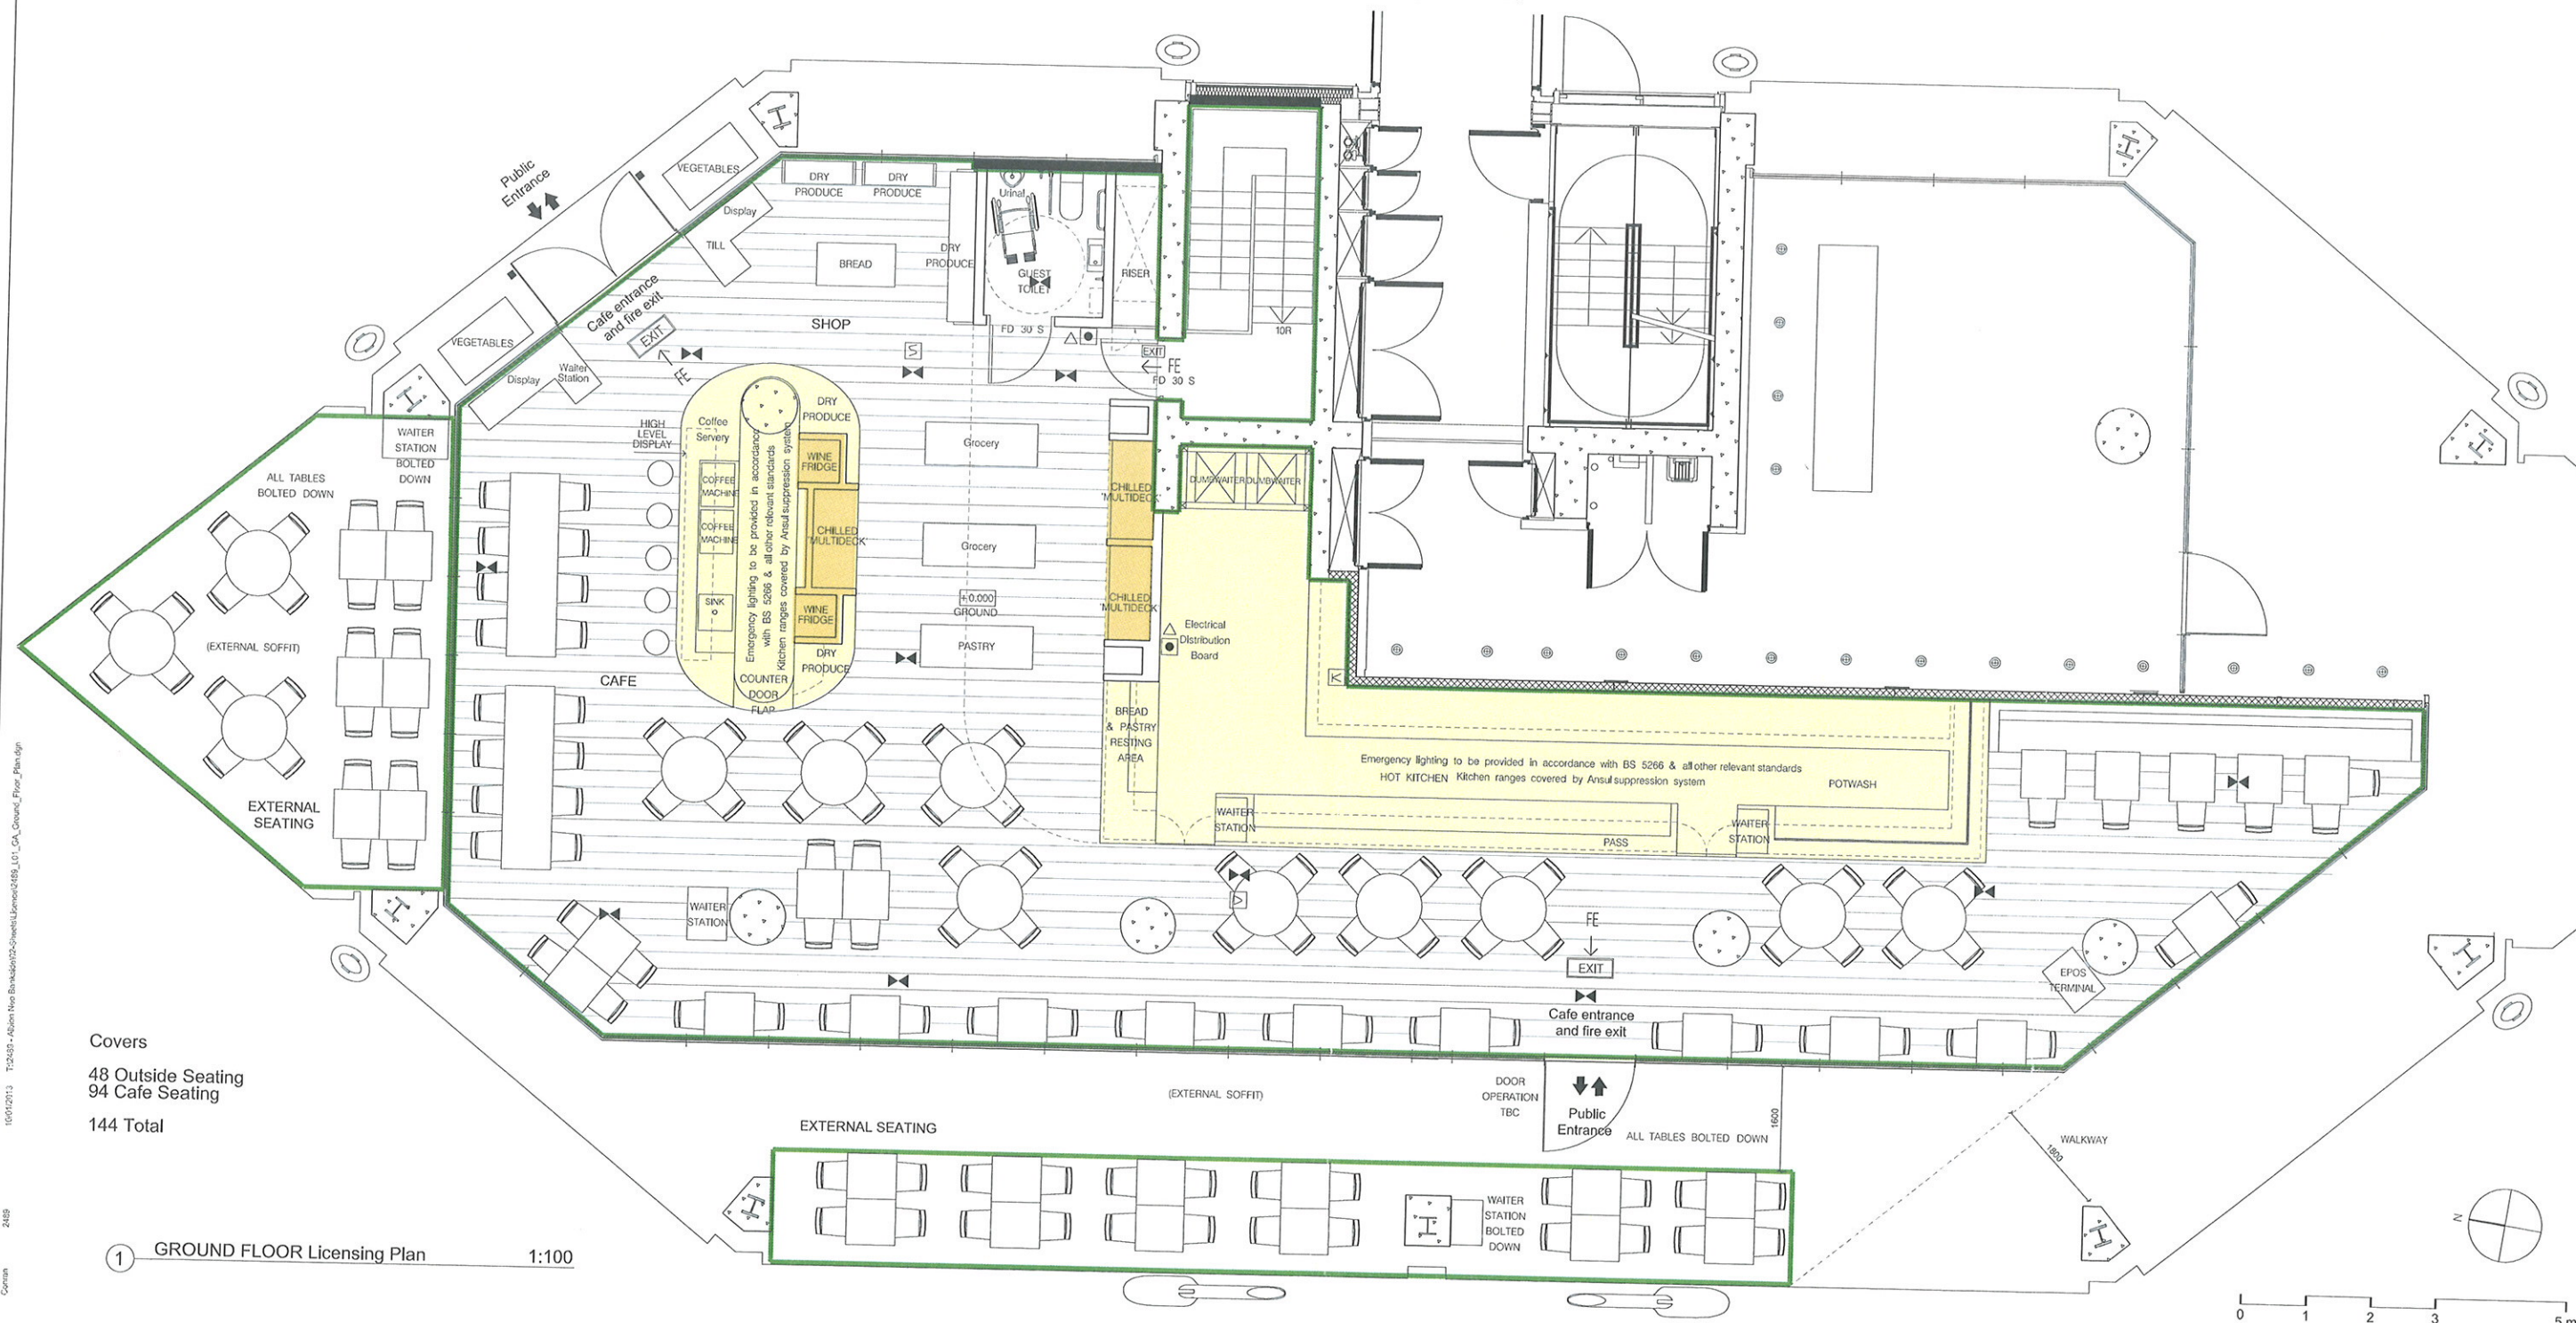 Public
Entrance
VEGETABLES
Display
TILL
DRY
PRODUCE
DRY
PRODUCE
BREAD
DRY
PRODUCE
Urinal
GUEST
TOILET
RISER
FD 30 S
SHOP
Cafe entrance
and fire exit
EXIT
FE
VEGETABLES
Display
Waiter
Station
EXIT
FE
FD 30 S
10R
WAITER
STATION
BOLTED
DOWN
ALL TABLES
BOLTED DOWN
(EXTERNAL SOFFIT)
EXTERNAL
SEATING
HIGH
LEVEL
DISPLAY
Coffee
Servery
COFFEE
MACHINE
COFFEE
MACHINE
SINK
DRY
PRODUCE
WINE
FRIDGE
CHILLED
'MULTIDECK'
WINE
FRIDGE
DRY
PRODUCE
Emergency lighting to be provided in accordance
with BS 5266 & all other relevant standards
Kitchen ranges covered by Ansul suppression system
COUNTER
DOOR
FLAP
CAFE
Grocery
Grocery
+0.000
GROUND
PASTRY
CHILLED
'MULTIDECK'
CHILLED
'MULTIDECK'
DUMBWAITER
DUMBWAITER
Electrical
Distribution
Board
BREAD
& PASTRY
RESTING
AREA
Emergency lighting to be provided in accordance with BS 5266 & all other relevant standards
HOT KITCHEN Kitchen ranges covered by Ansul suppression system
POTWASH
WAITER
STATION
PASS
WAITER
STATION
WAITER
STATION
FE
EXIT
Cafe entrance
and fire exit
EPOS
TERMINAL
Covers
48 Outside Seating
94 Cafe Seating
144 Total
(EXTERNAL SOFFIT)
EXTERNAL SEATING
DOOR
OPERATION
TBC
Public
Entrance
ALL TABLES BOLTED DOWN
1600
WALKWAY
1800
WAITER
STATION
BOLTED
DOWN
1 GROUND FLOOR Licensing Plan 1:100
N
0 1 2 3
10/01/2013
2489
Conran